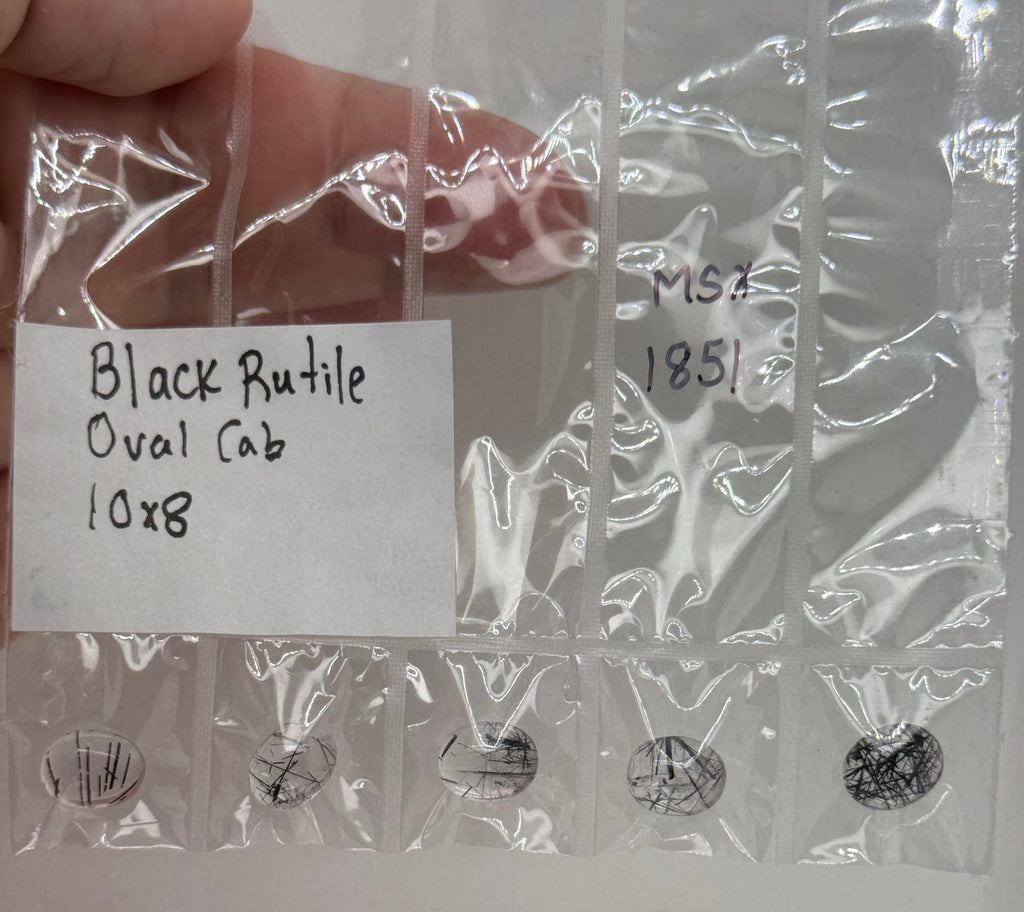 Black Rutile
Oval Cab
10x8
MSX
1851